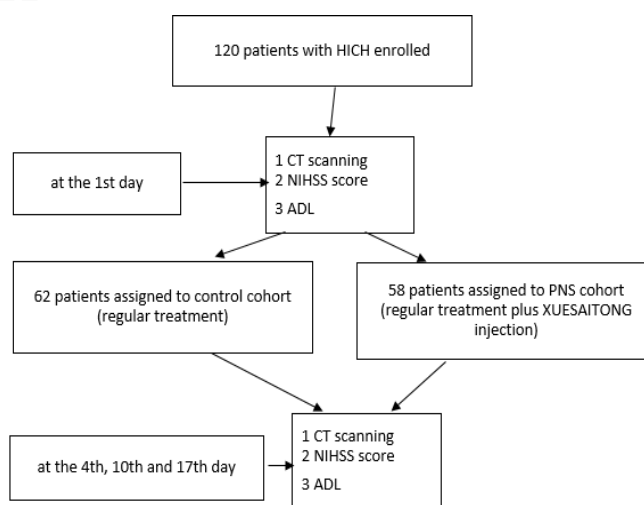 120 patients with HICH enrolled
at the 1st day
1 CT scanning
2 NIHSS score
3 ADL
62 patients assigned to control cohort
(regular treatment)
58 patients assigned to PNS cohort
(regular treatment plus XUESAITONG
injection)
at the 4th, 10th and 17th day
1 CT scanning
2 NIHSS score
3 ADL